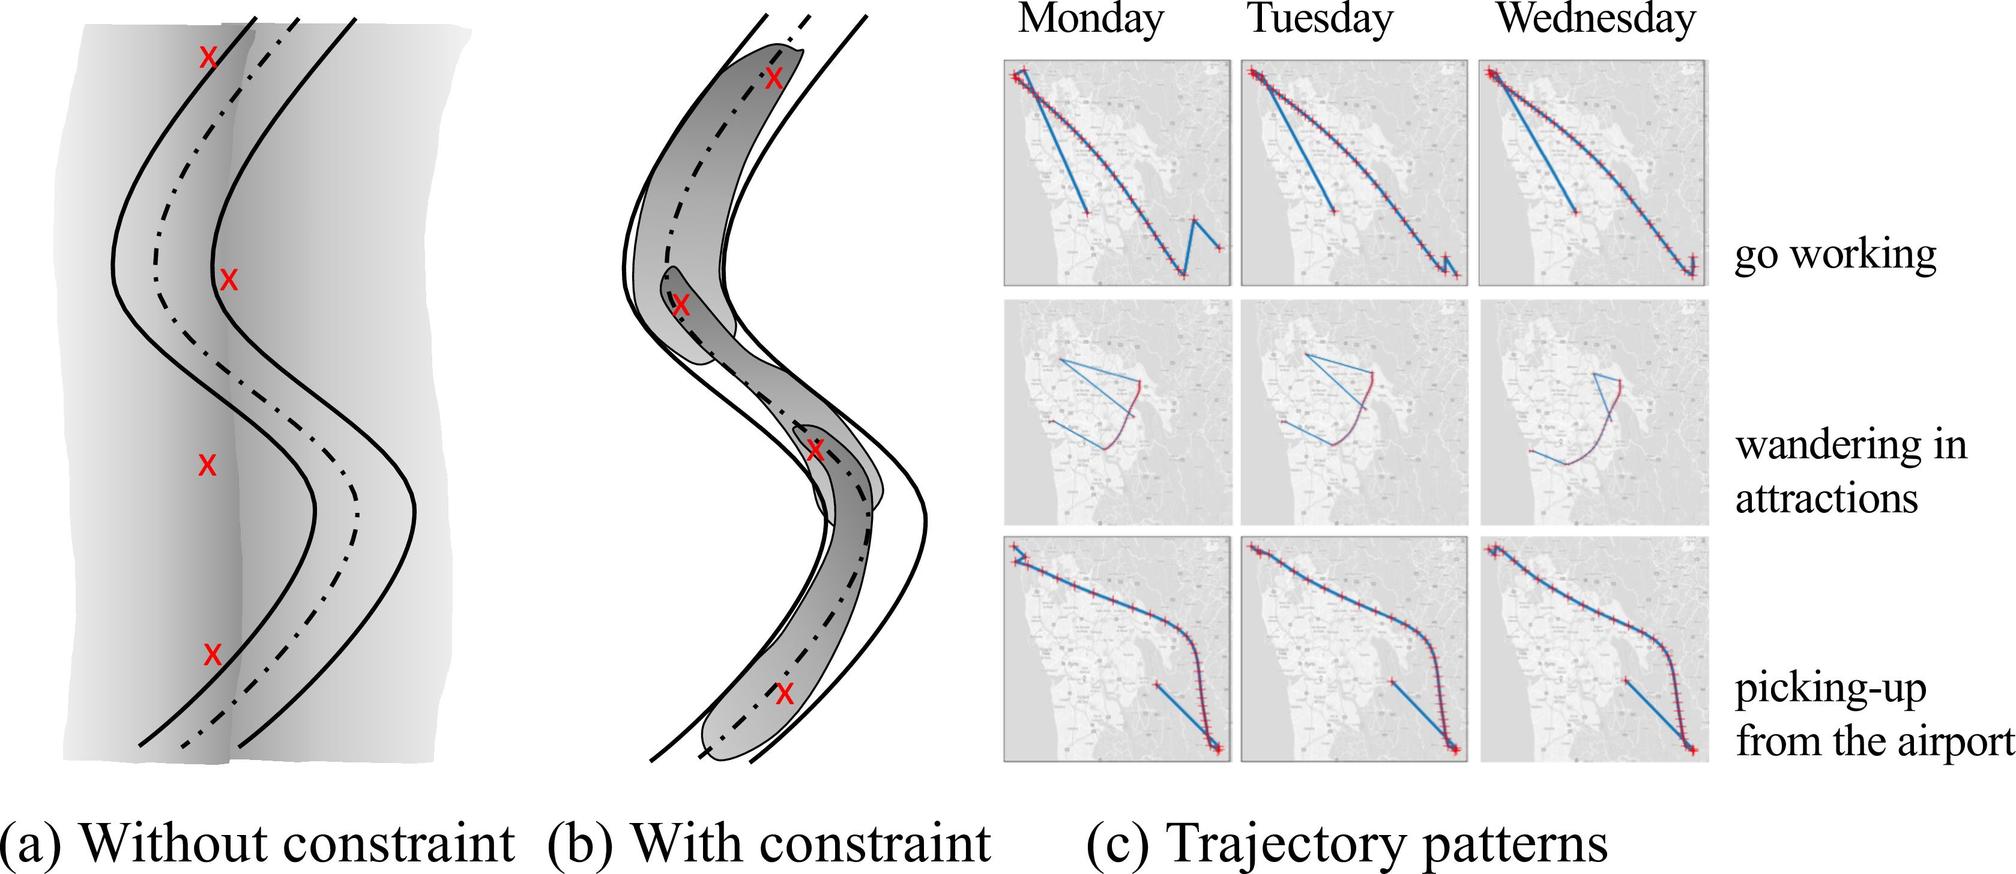 Monday Tuesday Wednesday
X
X
X
X
X
X
X
X
go working
wandering in
attractions
picking-up
from the airport
(a) Without constraint (b) With constraint (c) Trajectory patterns